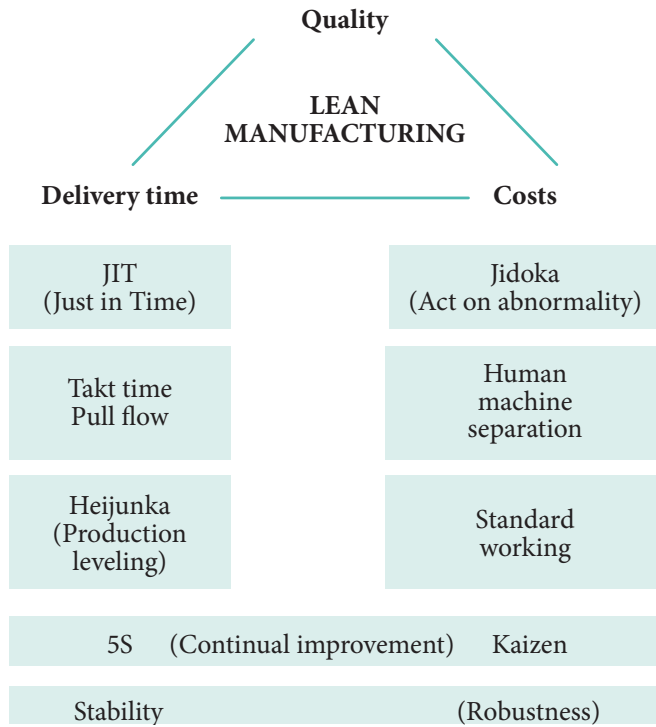 Quality
LEAN
MANUFACTURING
Delivery time
Costs
JIT
(Just in Time)
Jidoka
(Act on abnormality)
Takt time
Pull flow
Human
machine
separation
Heijunka
(Production
leveling)
Standard
working
5S (Continual improvement) Kaizen
Stability (Robustness)